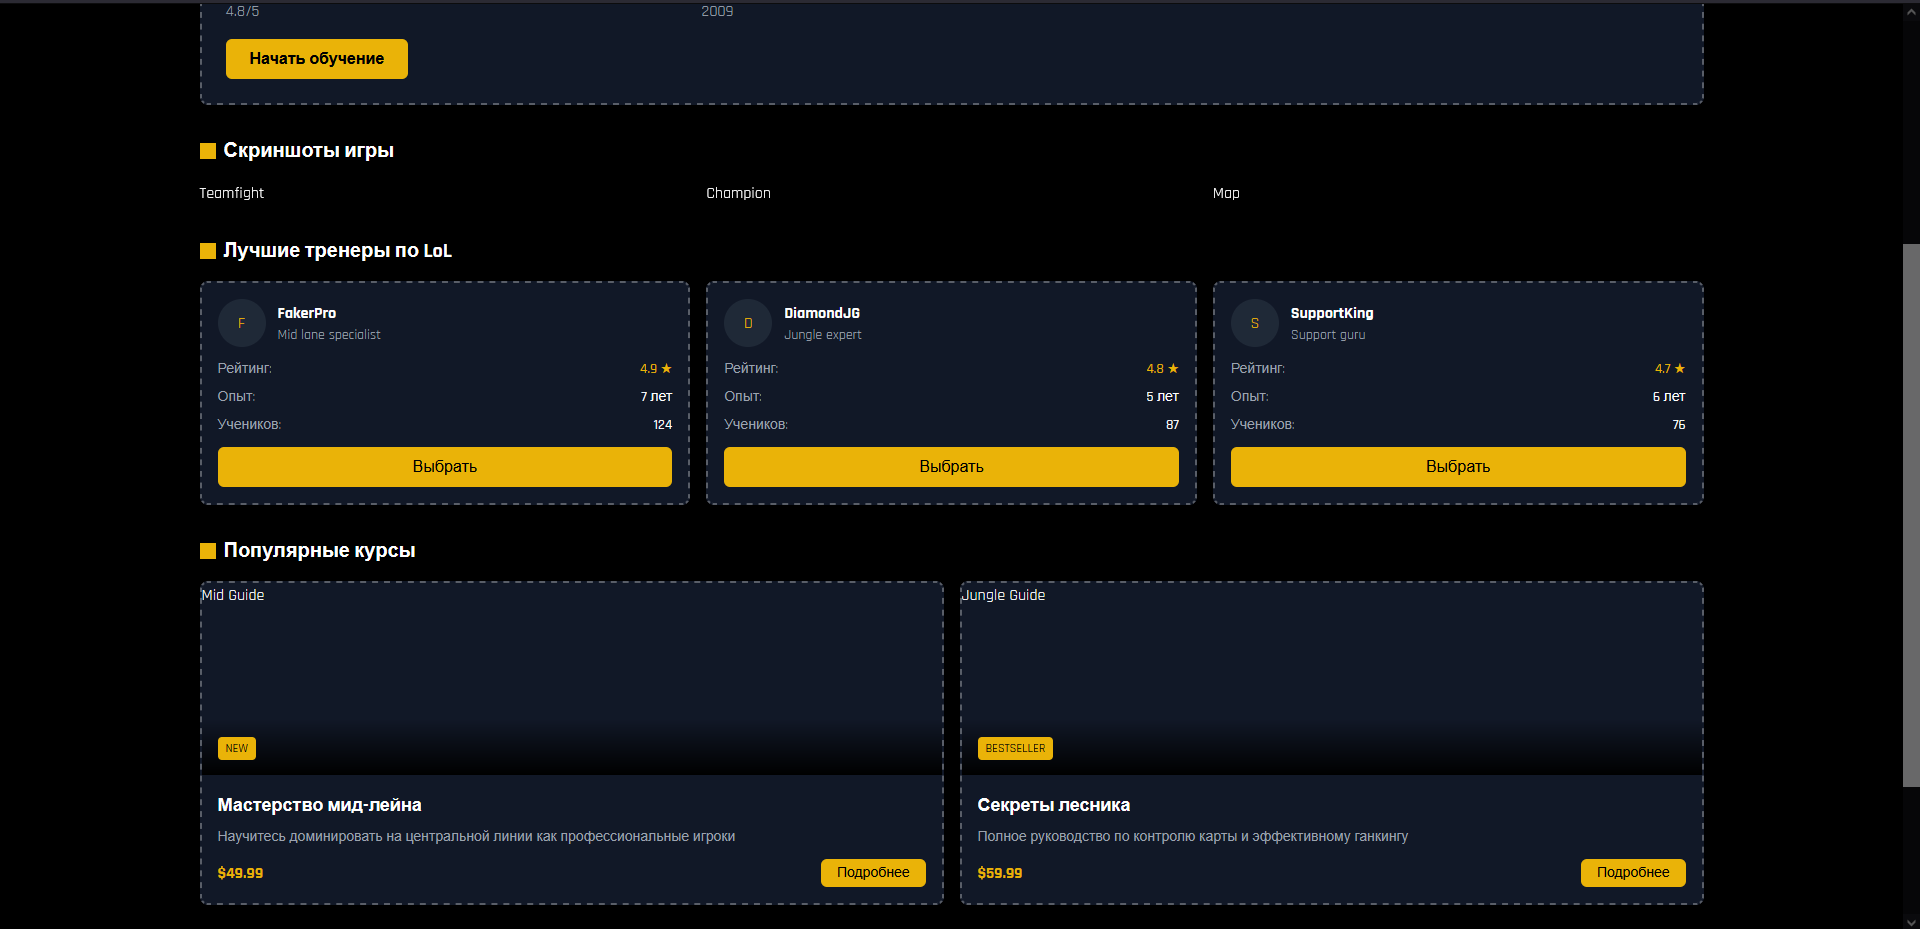 4.8/5
2009
Начать обучение
Скриншоты игры
Teamfight
Champion
Map
Лучшие тренеры по LoL
FakerPro
Mid lane specialist
Рейтинг:
4.9 ★
Опыт:
7 лет
Учеников:
124
Выбрать
DiamondJG
Jungle expert
Рейтинг:
4.8 ★
Опыт:
5 лет
Учеников:
87
Выбрать
SupportKing
Support guru
Рейтинг:
4.7 ★
Опыт:
6 лет
Учеников:
76
Выбрать
F
D
S
Популярные курсы
Mid Guide
NEW
Мастерство мид-лейна
Научитесь доминировать на центральной линии как профессиональные игроки
$49.99
Подробнее
Jungle Guide
BESTSELLER
Секреты лесника
Полное руководство по контролю карты и эффективному ганкингу
$59.99
Подробнее